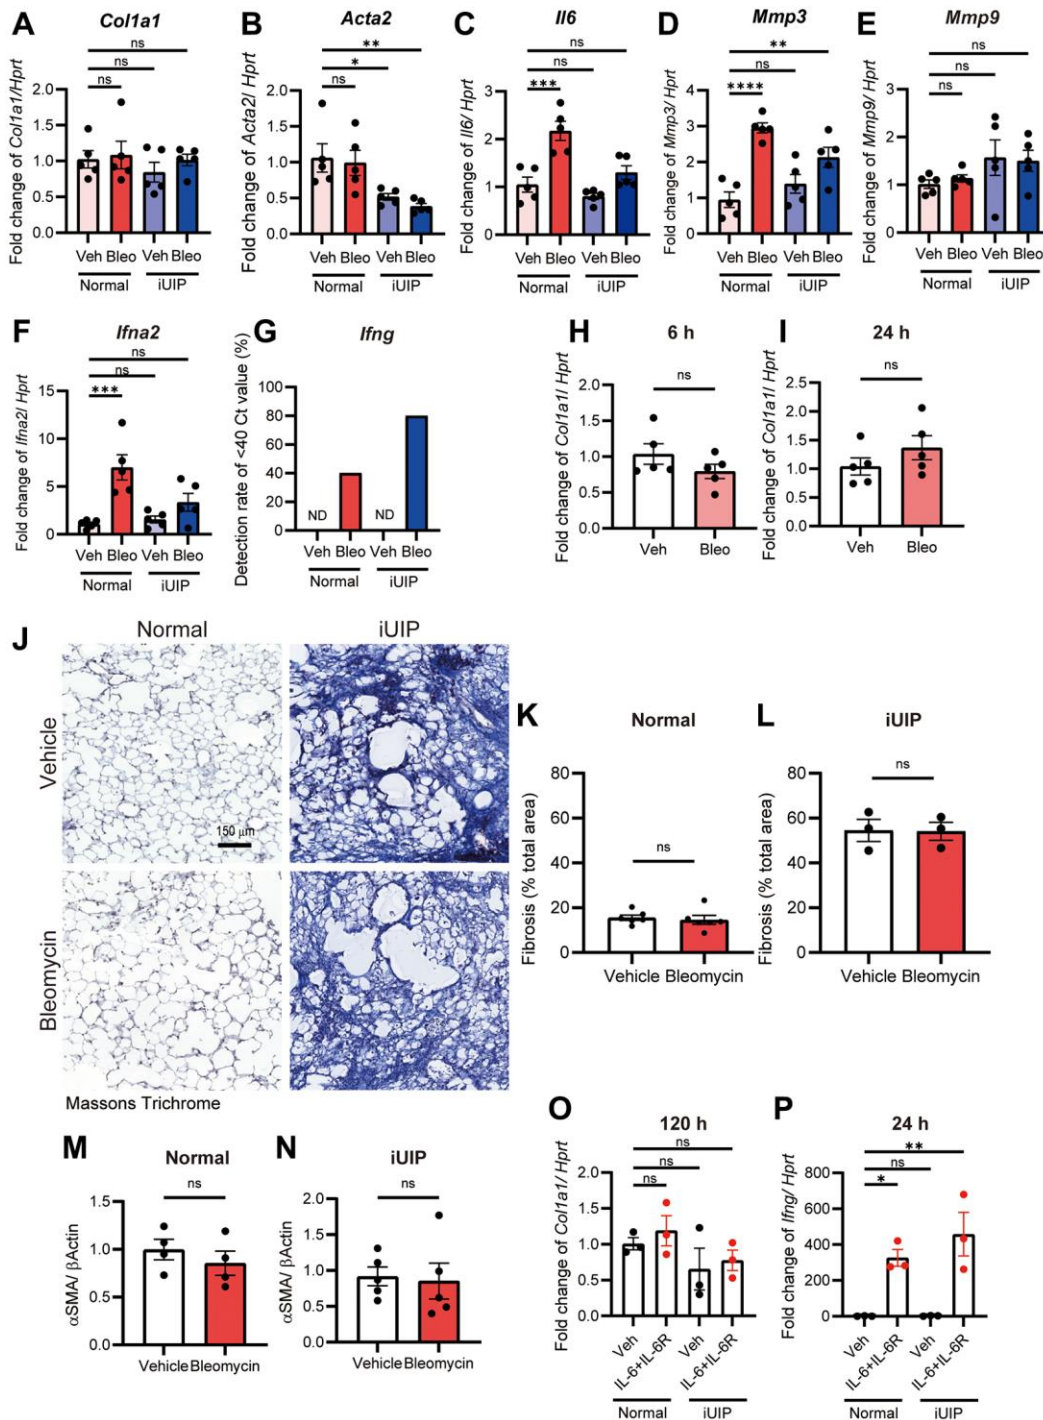 A
Col1a1
ns
ns
ns
Fold change of Col1a1/Hprt
2.0
1.5
1.0
0.5
0.0
Veh Bleo Veh Bleo
Normal iUIP
B
Acta2
**
*
ns
Fold change of Acta2/ Hprt
2.0
1.5
1.0
0.5
0.0
Veh Bleo Veh Bleo
Normal iUIP
C
Il6
ns
ns
***
Fold change of Il6/ Hprt
3
2
1
0
Veh Bleo Veh Bleo
Normal iUIP
D
Mmp3
**
ns
****
Fold change of Mmp3/ Hprt
4
3
2
1
0
Veh Bleo Veh Bleo
Normal iUIP
E
Mmp9
ns
ns
ns
Fold change of Mmp9/ Hprt
3
2
1
0
Veh Bleo Veh Bleo
Normal iUIP
F
Ifna2
ns
ns
***
Fold change of Ifna2/ Hprt
15
10
5
0
Veh Bleo Veh Bleo
Normal iUIP
G
Ifng
Detection rate of <40 Ct value (%)
100
80
60
40
20
0
ND ND
Veh Bleo Veh Bleo
Normal iUIP
H
6 h
ns
Fold change of Col1a1/ Hprt
2.0
1.5
1.0
0.5
0.0
Veh Bleo
I
24 h
ns
Fold change of Col1a1/ Hprt
2.5
2.0
1.5
1.0
0.5
0.0
Veh Bleo
J
Normal iUIP
Vehicle
150 μm
Bleomycin
Massons Trichrome
K
Normal
ns
Fibrosis (% total area)
80
60
40
20
0
Vehicle Bleomycin
L
iUIP
ns
Fibrosis (% total area)
80
60
40
20
0
Vehicle Bleomycin
M
Normal
ns
αSMA/ βActin
1.5
1.0
0.5
0.0
Vehicle Bleomycin
N
iUIP
ns
αSMA/ βActin
2.0
1.5
1.0
0.5
0.0
Vehicle Bleomycin
O
120 h
ns
ns
ns
Fold change of Col1a1/ Hprt
2.0
1.5
1.0
0.5
0.0
Veh IL-6+IL-6R Veh IL-6+IL-6R
Normal iUIP
P
24 h
**
ns
*
Fold change of Ifng/ Hprt
800
600
400
200
0
Veh IL-6+IL-6R Veh IL-6+IL-6R
Normal iUIP